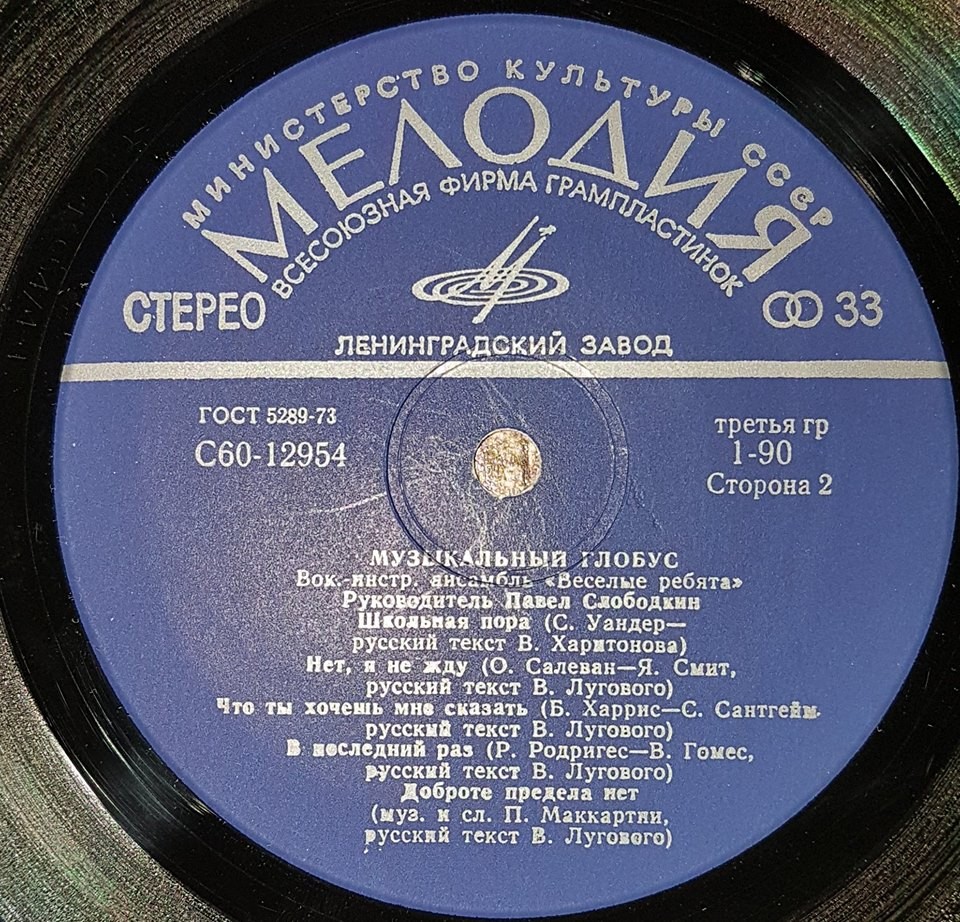 МИНИСТЕРСТВО КУЛЬТУРЫ СССР
МЕЛОДИЯ
ВСЕСОЮЗНАЯ ФИРМА ГРАМПЛАСТИНОК
СТЕРЕО
33
ЛЕНИНГРАДСКИЙ ЗАВОД
ГОСТ 5289-73
С60-12954
третья гр
1-90
Сторона 2
МУЗЫКАЛЬНЫЙ ГЛОБУС
Вок.-инстр. ансамбль «Веселые ребята»
Руководитель Павел Слободкин
Школьная пора (С. Уандер—
русский текст В. Харитонова)
Нет, я не жду (О. Салеван—Я. Смит,
русский текст В. Лугового)
Что ты хочешь мне сказать (Б. Харрис—С. Сантгейм
русский текст В. Лугового)
В последний раз (Р. Родригес—В. Гомес,
русский текст В. Лугового)
Доброте предела нет
(муз. и сл. П. Маккартни,
русский текст В. Лугового)